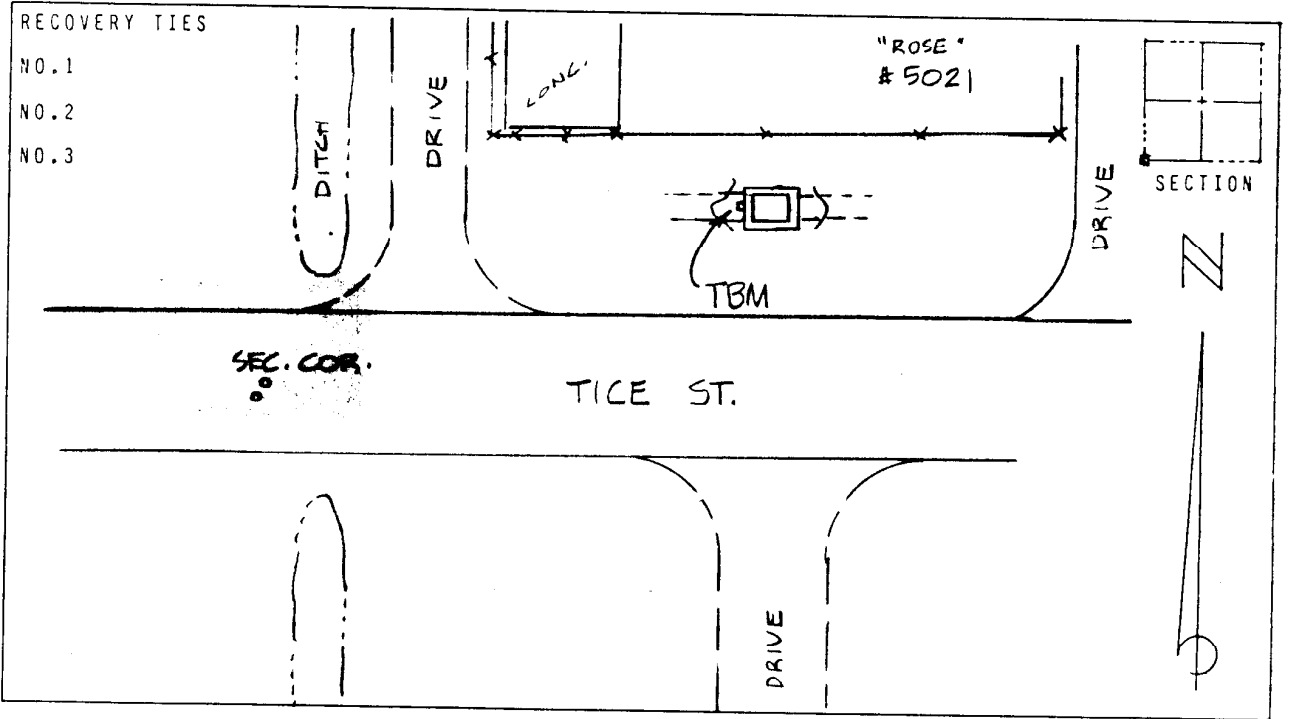 RECOVERY TIES
NO.1
NO.2
NO.3
DITCH
DRIVE
CONC.
"ROSE"
#5021
DRIVE
SECTION
N
TBM
SEC. COR.
TICE ST.
DRIVE